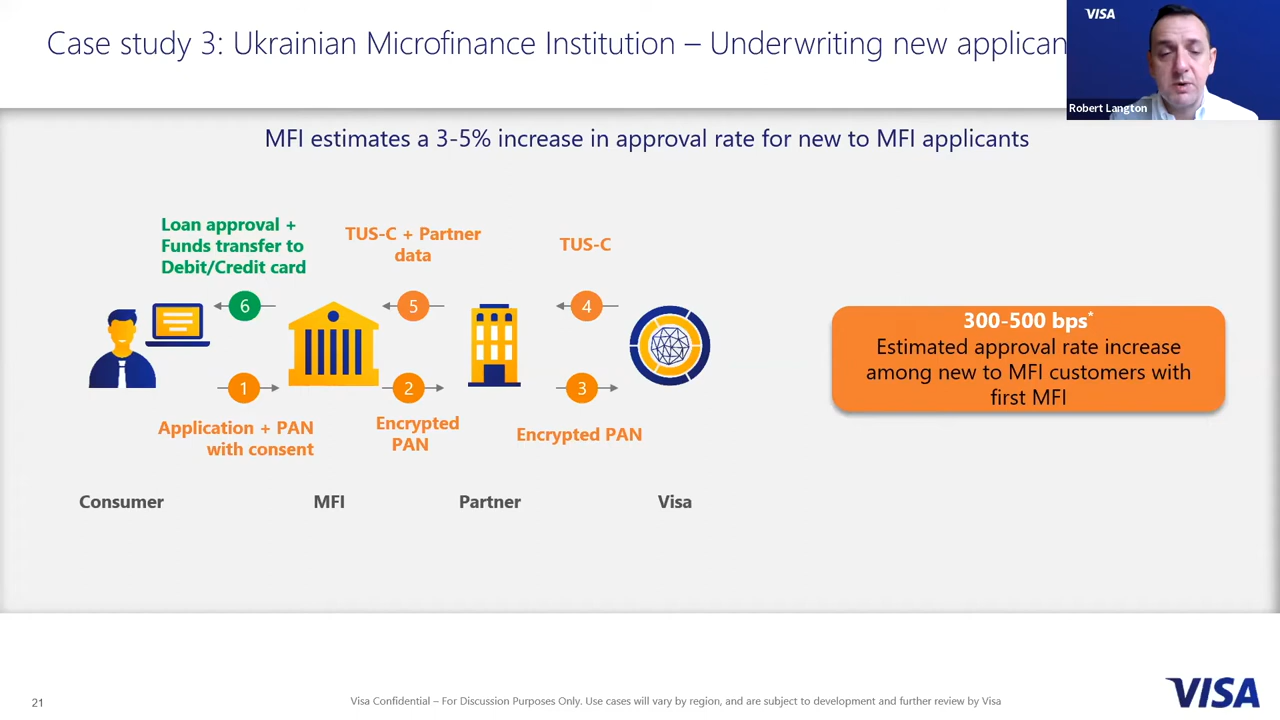 Case study 3: Ukrainian Microfinance Institution – Underwriting new applican
VISA
Robert Langton
MFI estimates a 3-5% increase in approval rate for new to MFI applicants
Loan approval +
Funds transfer to
Debit/Credit card
TUS-C + Partner
data
TUS-C
6
5
4
1
2
3
Application + PAN
with consent
Encrypted
PAN
Encrypted PAN
Consumer
MFI
Partner
Visa
300-500 bps*
Estimated approval rate increase
among new to MFI customers with
first MFI
21
Visa Confidential – For Discussion Purposes Only. Use cases will vary by region, and are subject to development and further review by Visa
VISA